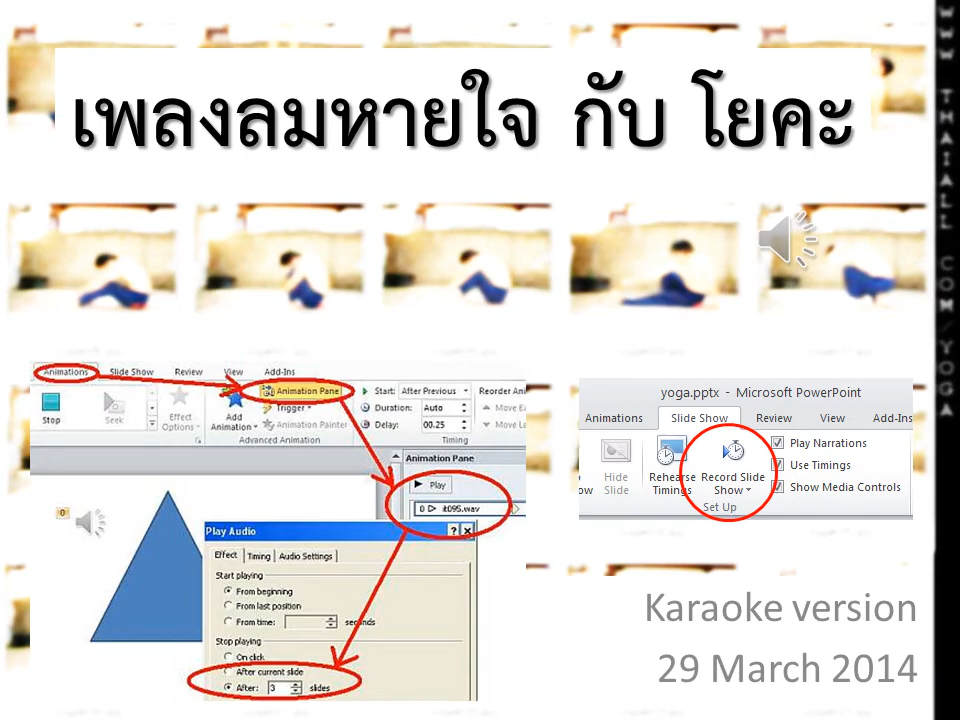 เพลงลมหายใจ กับ โยคะ
WWW THAIALL COM/YOGA
Animations Slide Show Review View Add-Ins
Stop
Seek
Effect Options
Add Animation
Animation Pane
Trigger
Animation Painter
Advanced Animation
Start: After Previous
Duration: Auto
Delay: 00.25
Timing
Animation Pane
Play
0 it095.wav
0
Play Audio
Effect Timing Audio Settings
Start playing
From beginning
From last position
From time: seconds
Stop playing
On click
After current slide
After: 3 slides
yoga.pptx - Microsoft PowerPoint
Animations Slide Show Review View Add-Ins
Hide Slide
Rehearse Timings
Record Slide Show
Play Narrations
Use Timings
Show Media Controls
Set Up
Karaoke version
29 March 2014